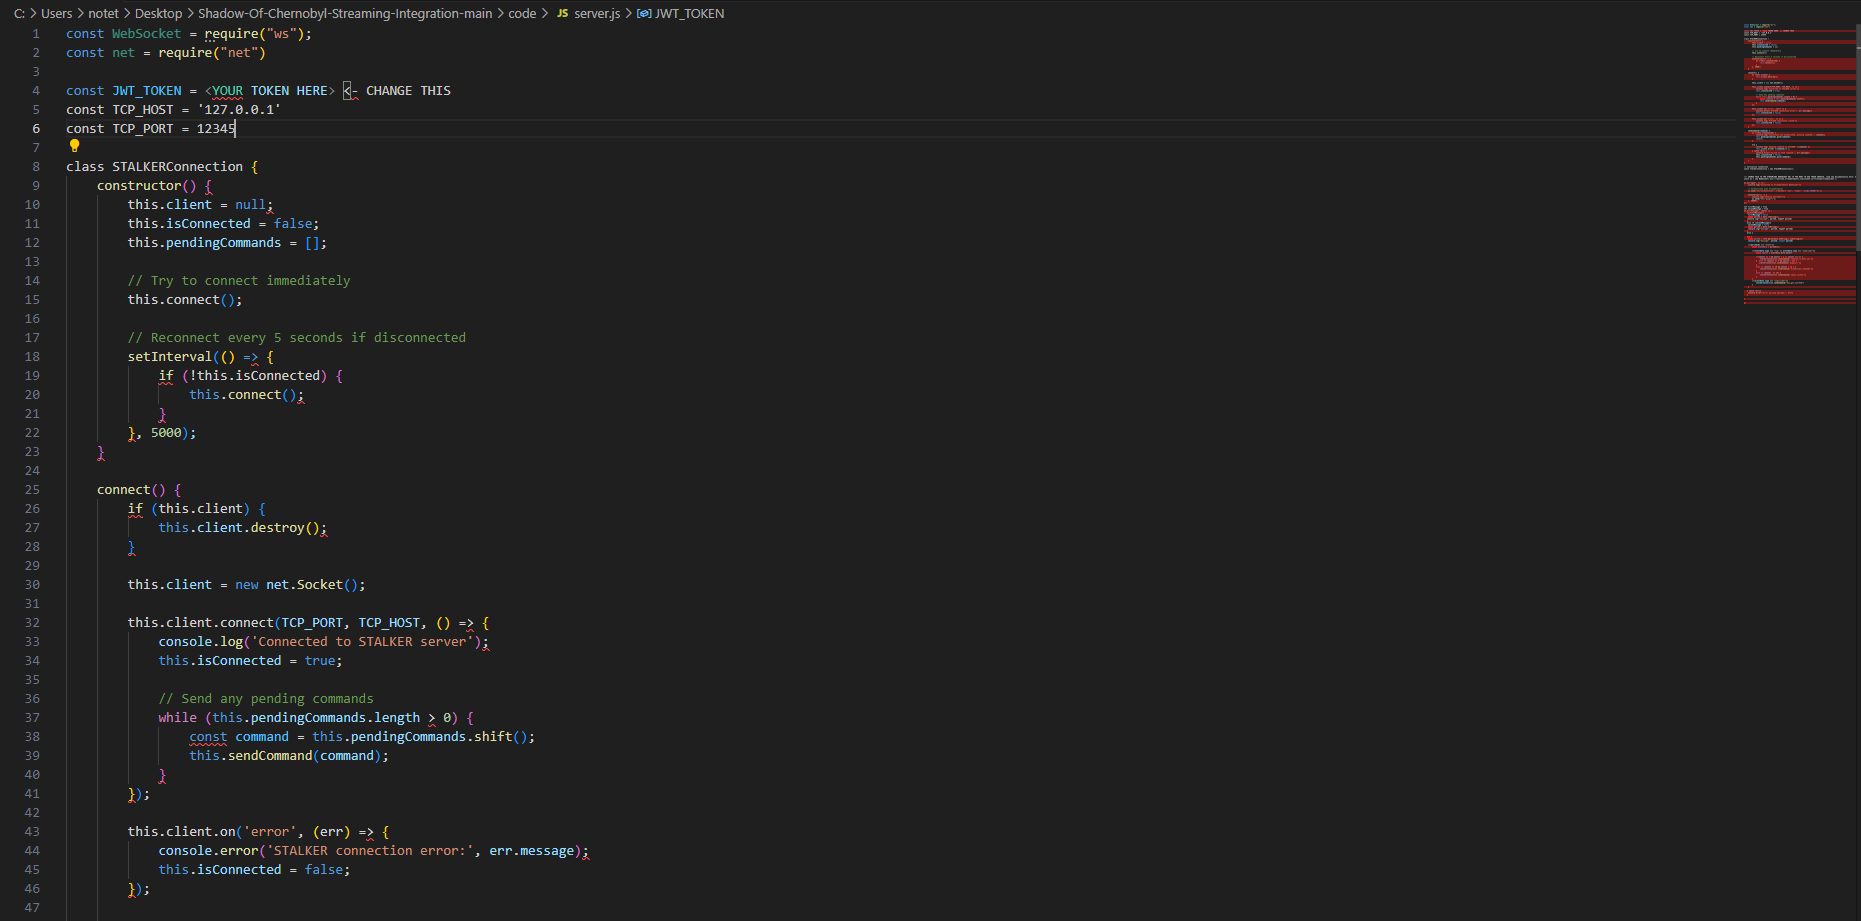 C: > Users > notet > Desktop > Shadow-Of-Chernobyl-Streaming-Integration-main > code > JS server.js > JWT_TOKEN
1 const WebSocket = require("ws");
2 const net = require("net")
3
4 const JWT_TOKEN = <YOUR TOKEN HERE> <- CHANGE THIS
5 const TCP_HOST = '127.0.0.1'
6 const TCP_PORT = 12345
7
8 class STALKERConnection {
9     constructor() {
10         this.client = null;
11         this.isConnected = false;
12         this.pendingCommands = [];
13
14         // Try to connect immediately
15         this.connect();
16
17         // Reconnect every 5 seconds if disconnected
18         setInterval(() => {
19             if (!this.isConnected) {
20                 this.connect();
21             }
22         }, 5000);
23     }
24
25     connect() {
26         if (this.client) {
27             this.client.destroy();
28         }
29
30         this.client = new net.Socket();
31
32         this.client.connect(TCP_PORT, TCP_HOST, () => {
33             console.log('Connected to STALKER server');
34             this.isConnected = true;
35
36             // Send any pending commands
37             while (this.pendingCommands.length > 0) {
38                 const command = this.pendingCommands.shift();
39                 this.sendCommand(command);
40             }
41         });
42
43         this.client.on('error', (err) => {
44             console.error('STALKER connection error:', err.message);
45             this.isConnected = false;
46         });
47